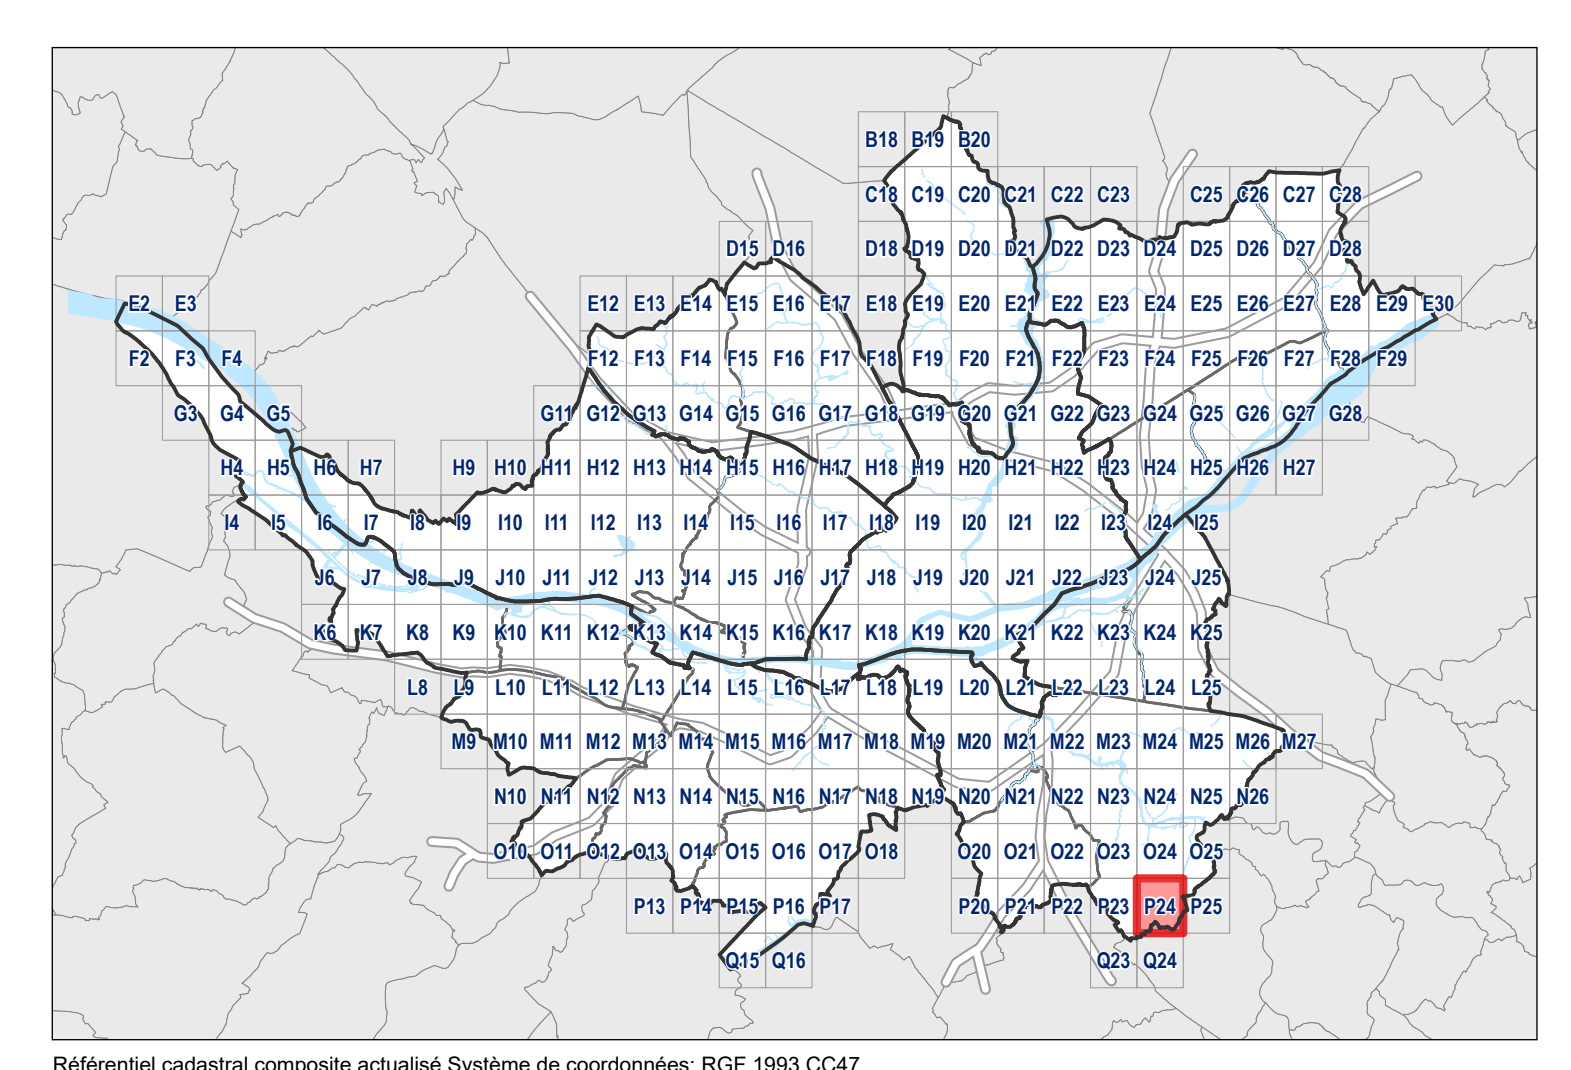 B18 B19 B20
C18 C19 C20 C21 C22 C23 C25 C26 C27 C28
D15 D16 D18 D19 D20 D21 D22 D23 D24 D25 D26 D27 D28
E2 E3 E12 E13 E14 E15 E16 E17 E18 E19 E20 E21 E22 E23 E24 E25 E26 E27 E28 E29 E30
F2 F3 F4 F12 F13 F14 F15 F16 F17 F18 F19 F20 F21 F22 F23 F24 F25 F26 F27 F28 F29
G3 G4 G5 G11 G12 G13 G14 G15 G16 G17 G18 G19 G20 G21 G22 G23 G24 G25 G26 G27 G28
H4 H5 H6 H7 H9 H10 H11 H12 H13 H14 H15 H16 H17 H18 H19 H20 H21 H22 H23 H24 H25 H26 H27
I4 I5 I6 I7 I8 I9 I10 I11 I12 I13 I14 I15 I16 I17 I18 I19 I20 I21 I22 I23 I24 I25
J6 J7 J8 J9 J10 J11 J12 J13 J14 J15 J16 J17 J18 J19 J20 J21 J22 J23 J24 J25
K6 K7 K8 K9 K10 K11 K12 K13 K14 K15 K16 K17 K18 K19 K20 K21 K22 K23 K24 K25
L8 L9 L10 L11 L12 L13 L14 L15 L16 L17 L18 L19 L20 L21 L22 L23 L24 L25
M9 M10 M11 M12 M13 M14 M15 M16 M17 M18 M19 M20 M21 M22 M23 M24 M25 M26 M27
N10 N11 N12 N13 N14 N15 N16 N17 N18 N19 N20 N21 N22 N23 N24 N25 N26
O10 O11 O12 O13 O14 O15 O16 O17 O18 O20 O21 O22 O23 O24 O25
P13 P14 P15 P16 P17 P20 P21 P22 P23 P24 P25
Q15 Q16 Q23 Q24
Référentiel cadastral composite actualisé Système de coordonnées: RGF 1993 CC47